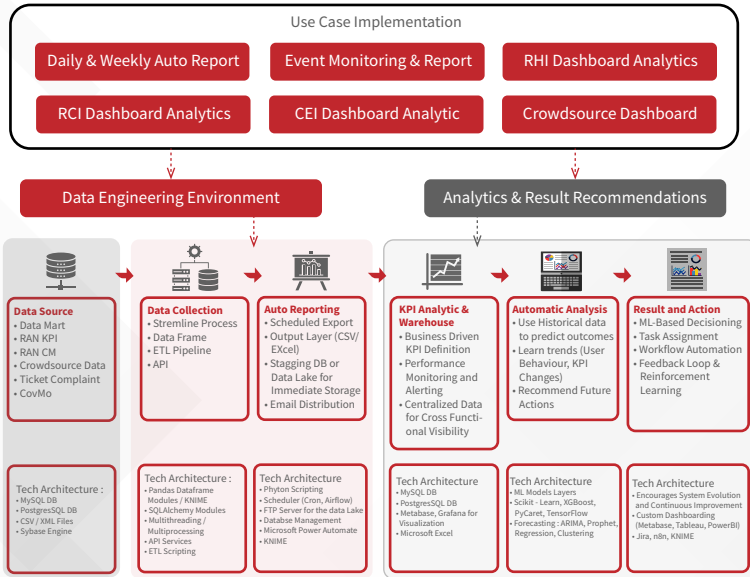 Use Case Implementation
Daily & Weekly Auto Report
Event Monitoring & Report
RHI Dashboard Analytics
RCI Dashboard Analytics
CEI Dashboard Analytic
Crowdsource Dashboard
Data Engineering Environment
Analytics & Result Recommendations
Data Source
• Data Mart
• RAN KPI
• RAN CM
• Crowdsource Data
• Ticket Complaint
• CovMo
Data Collection
• Stremline Process
• Data Frame
• ETL Pipeline
• API
Auto Reporting
• Scheduled Export
• Output Layer (CSV/
EXcel)
• Stagging DB or
Data Lake for
Immediate Storage
• Email Distribution
KPI Analytic &
Warehouse
• Business Driven
KPI Definition
• Performance
Monitoring and
Alerting
• Centralized Data
for Cross Functi-
onal Visibility
Automatic Analysis
• Use Historical data
to predict outcomes
• Learn trends (User
Behaviour, KPI
Changes)
• Recommend Future
Actions
Result and Action
• ML-Based Decisioning
• Task Assignment
• Workflow Automation
• Feedback Loop &
Reinforcement
Learning
Tech Architecture :
• MySQL DB
• PostgresSQL DB
• CSV / XML Files
• Sybase Engine
Tech Architecture :
• Pandas Dataframe
Modules / KNIME
• SQLAlchemy Modules
• Multithreading /
Multiprocessing
• API Services
• ETL Scripting
Tech Architecture
• Phyton Scripting
• Scheduler (Cron, Airflow)
• FTP Server for the data Lake
• Databse Management
• Microsoft Power Automate
• KNIME
Tech Architecture
• MySQL DB
• PostgresSQL DB
• Metabase, Grafana for
Visualization
• Microsoft Excel
Tech Architecture
• ML Models Layers
• Scikit - Learn, XGBoost,
PyCaret, TensorFlow
• Forecasting : ARIMA, Prophet,
Regression, Clustering
Tech Architecture
• Encourages System Evolution
and Continuous Improvement
• Custom Dashboarding
(Metabase, Tableau, PowerBI)
• Jira, n8n, KNIME